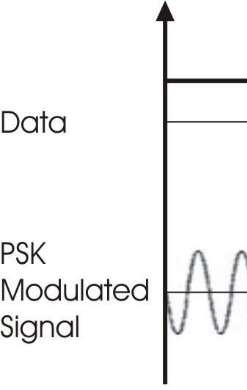 Data
PSK
Modulated
Signal